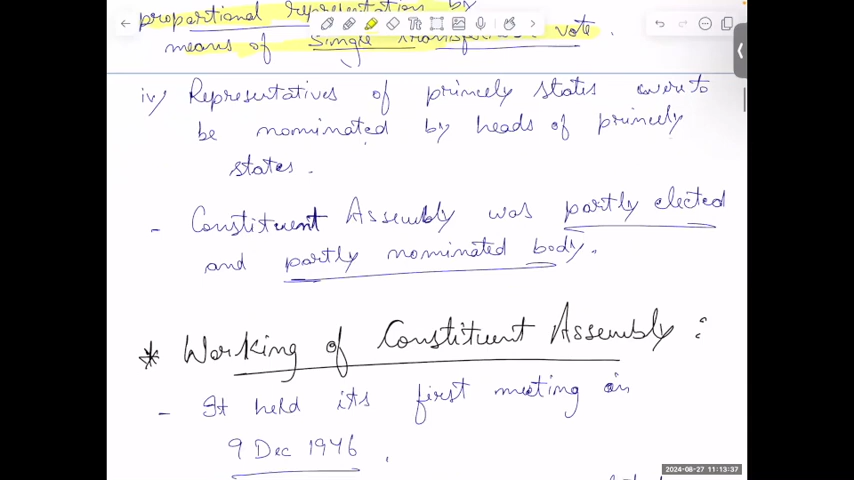 proportional representation by
means of single transferable vote.
iv) Representatives of princely states were to
be nominated by heads of princely
states.
- Constituent Assembly was partly elected
and partly nominated body.
* Working of Constituent Assembly :
- It held its first meeting on
9 Dec 1946.
2024-08-27 11:13:37